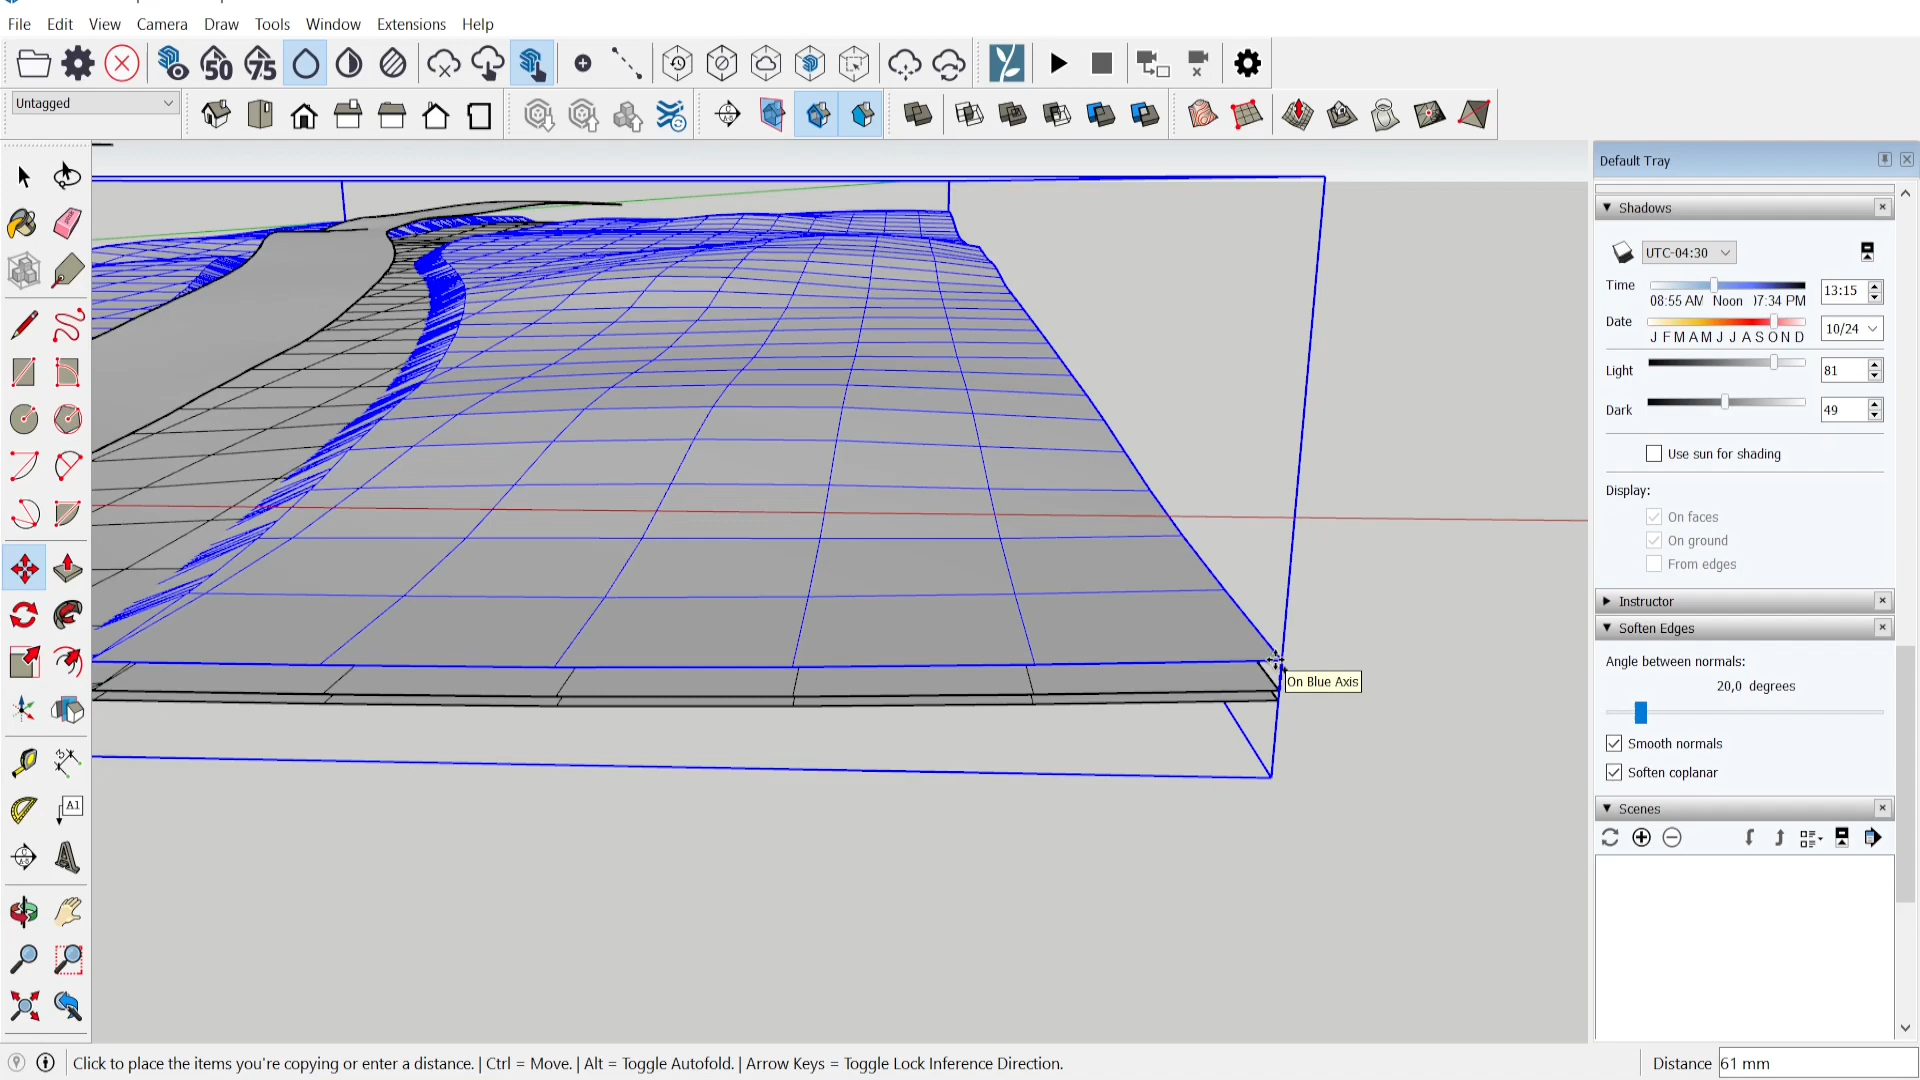 File Edit View Camera Draw Tools Window Extensions Help
50 75
Untagged
Default Tray
Shadows
UTC-04:30
Time 08:55 AM Noon 07:34 PM 13:15
Date J F M A M J J A S O N D 10/24
Light 81
Dark 49
Use sun for shading
Display:
On faces
On ground
From edges
Instructor
Soften Edges
Angle between normals:
20,0 degrees
On Blue Axis
Smooth normals
Soften coplanar
A1
Scenes
Click to place the items you're copying or enter a distance. | Ctrl = Move. | Alt = Toggle Autofold. | Arrow Keys = Toggle Lock Inference Direction.
Distance 61 mm